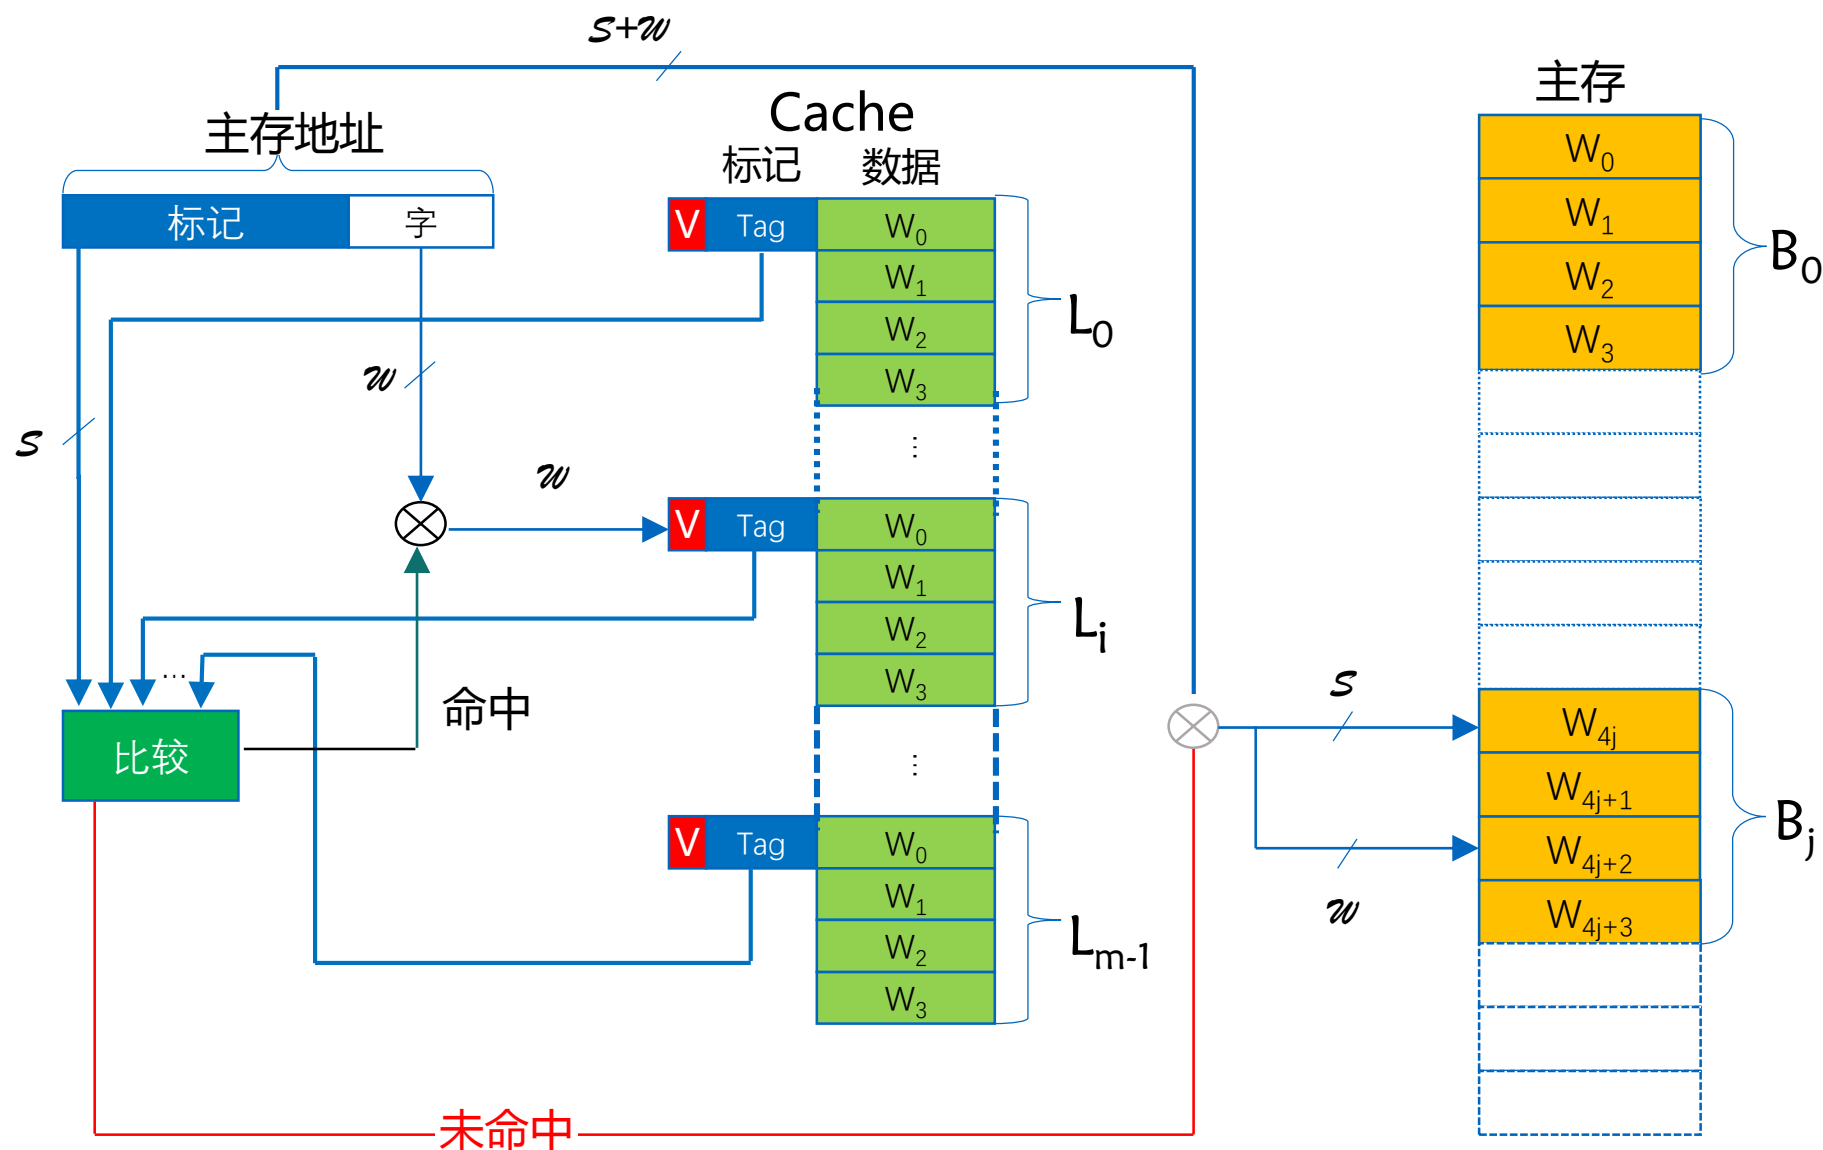 S+W
主存地址
标记 字
S
W
W
比较
...
命中
未命中
Cache
标记 数据
V Tag W0
W1
W2
W3
L0
...
V Tag W0
W1
W2
W3
Li
...
V Tag W0
W1
W2
W3
Lm-1
S
W
主存
W0
W1
W2
W3
B0
W4j
W4j+1
W4j+2
W4j+3
Bj